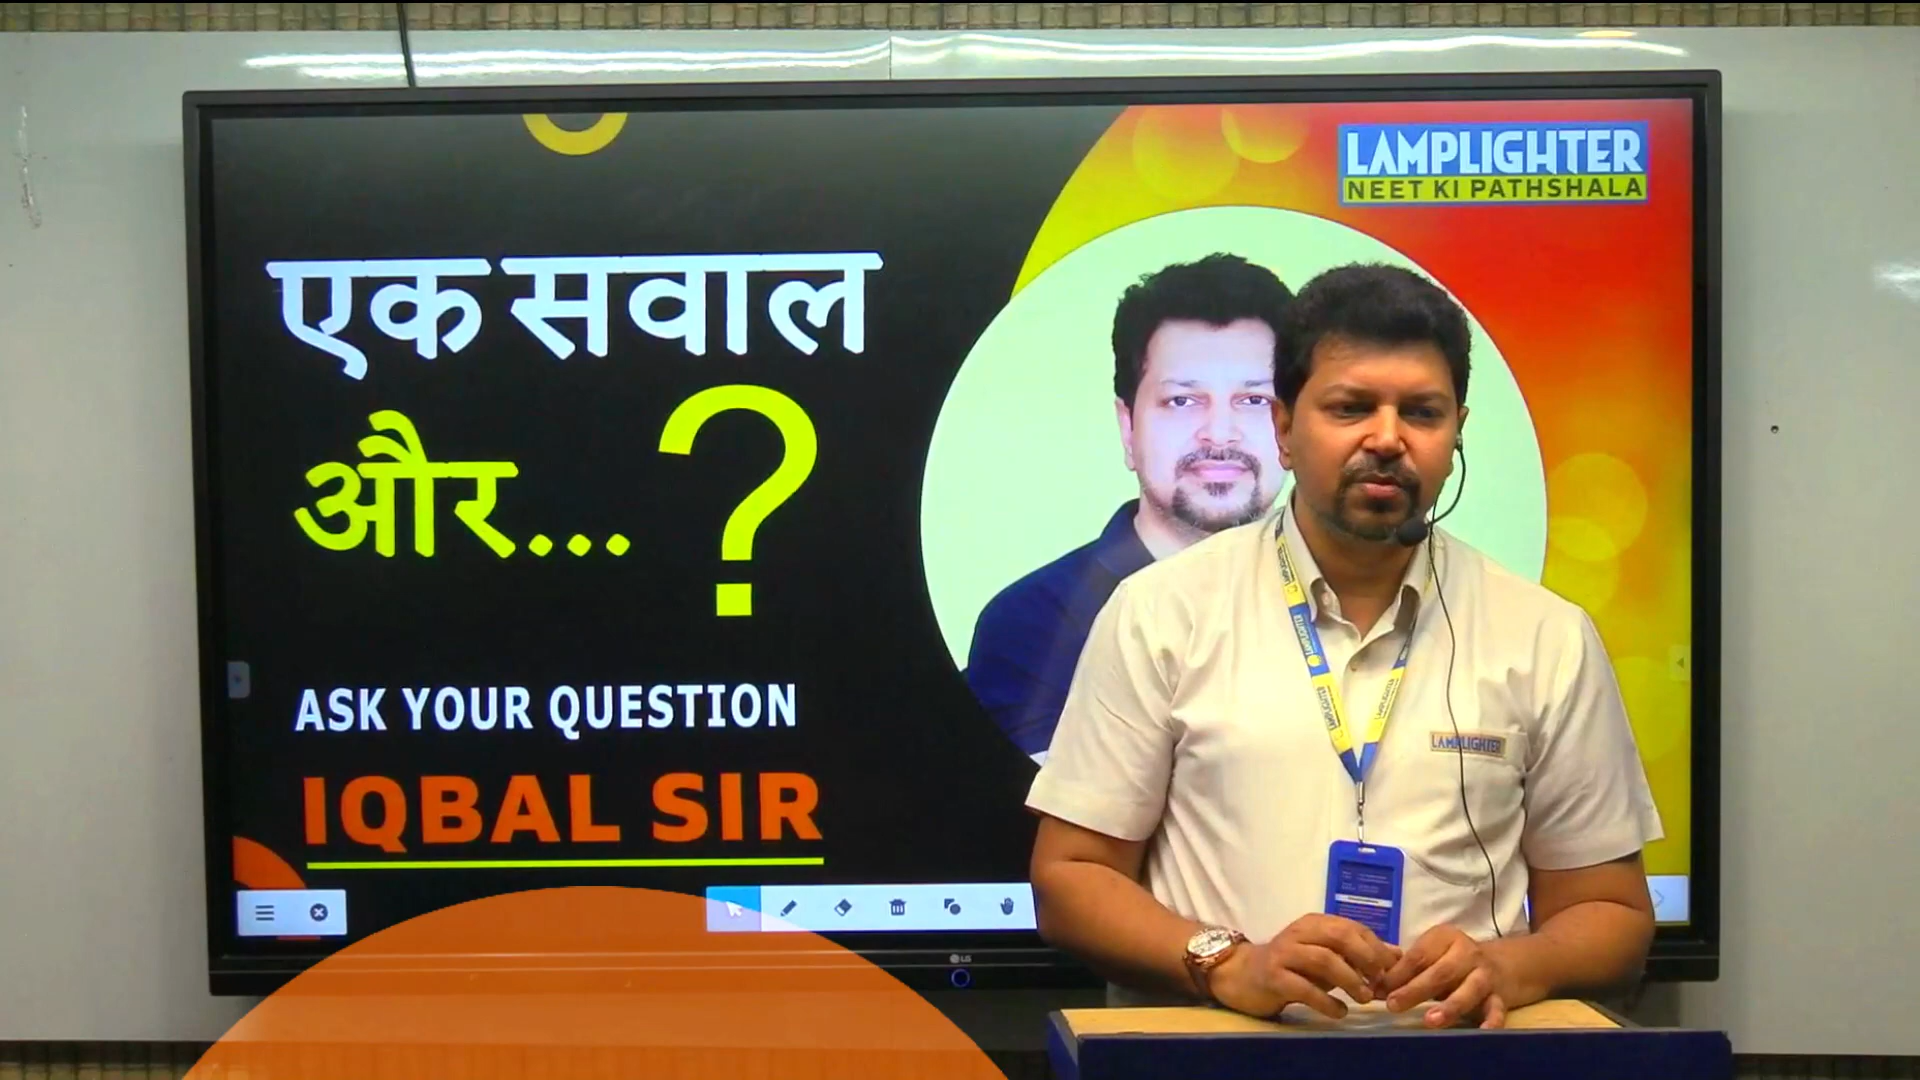 LAMPLIGHTER
NEET KI PATHSHALA
एक सवाल
और... ?
ASK YOUR QUESTION
IQBAL SIR
LAMPLIGHTER
LG